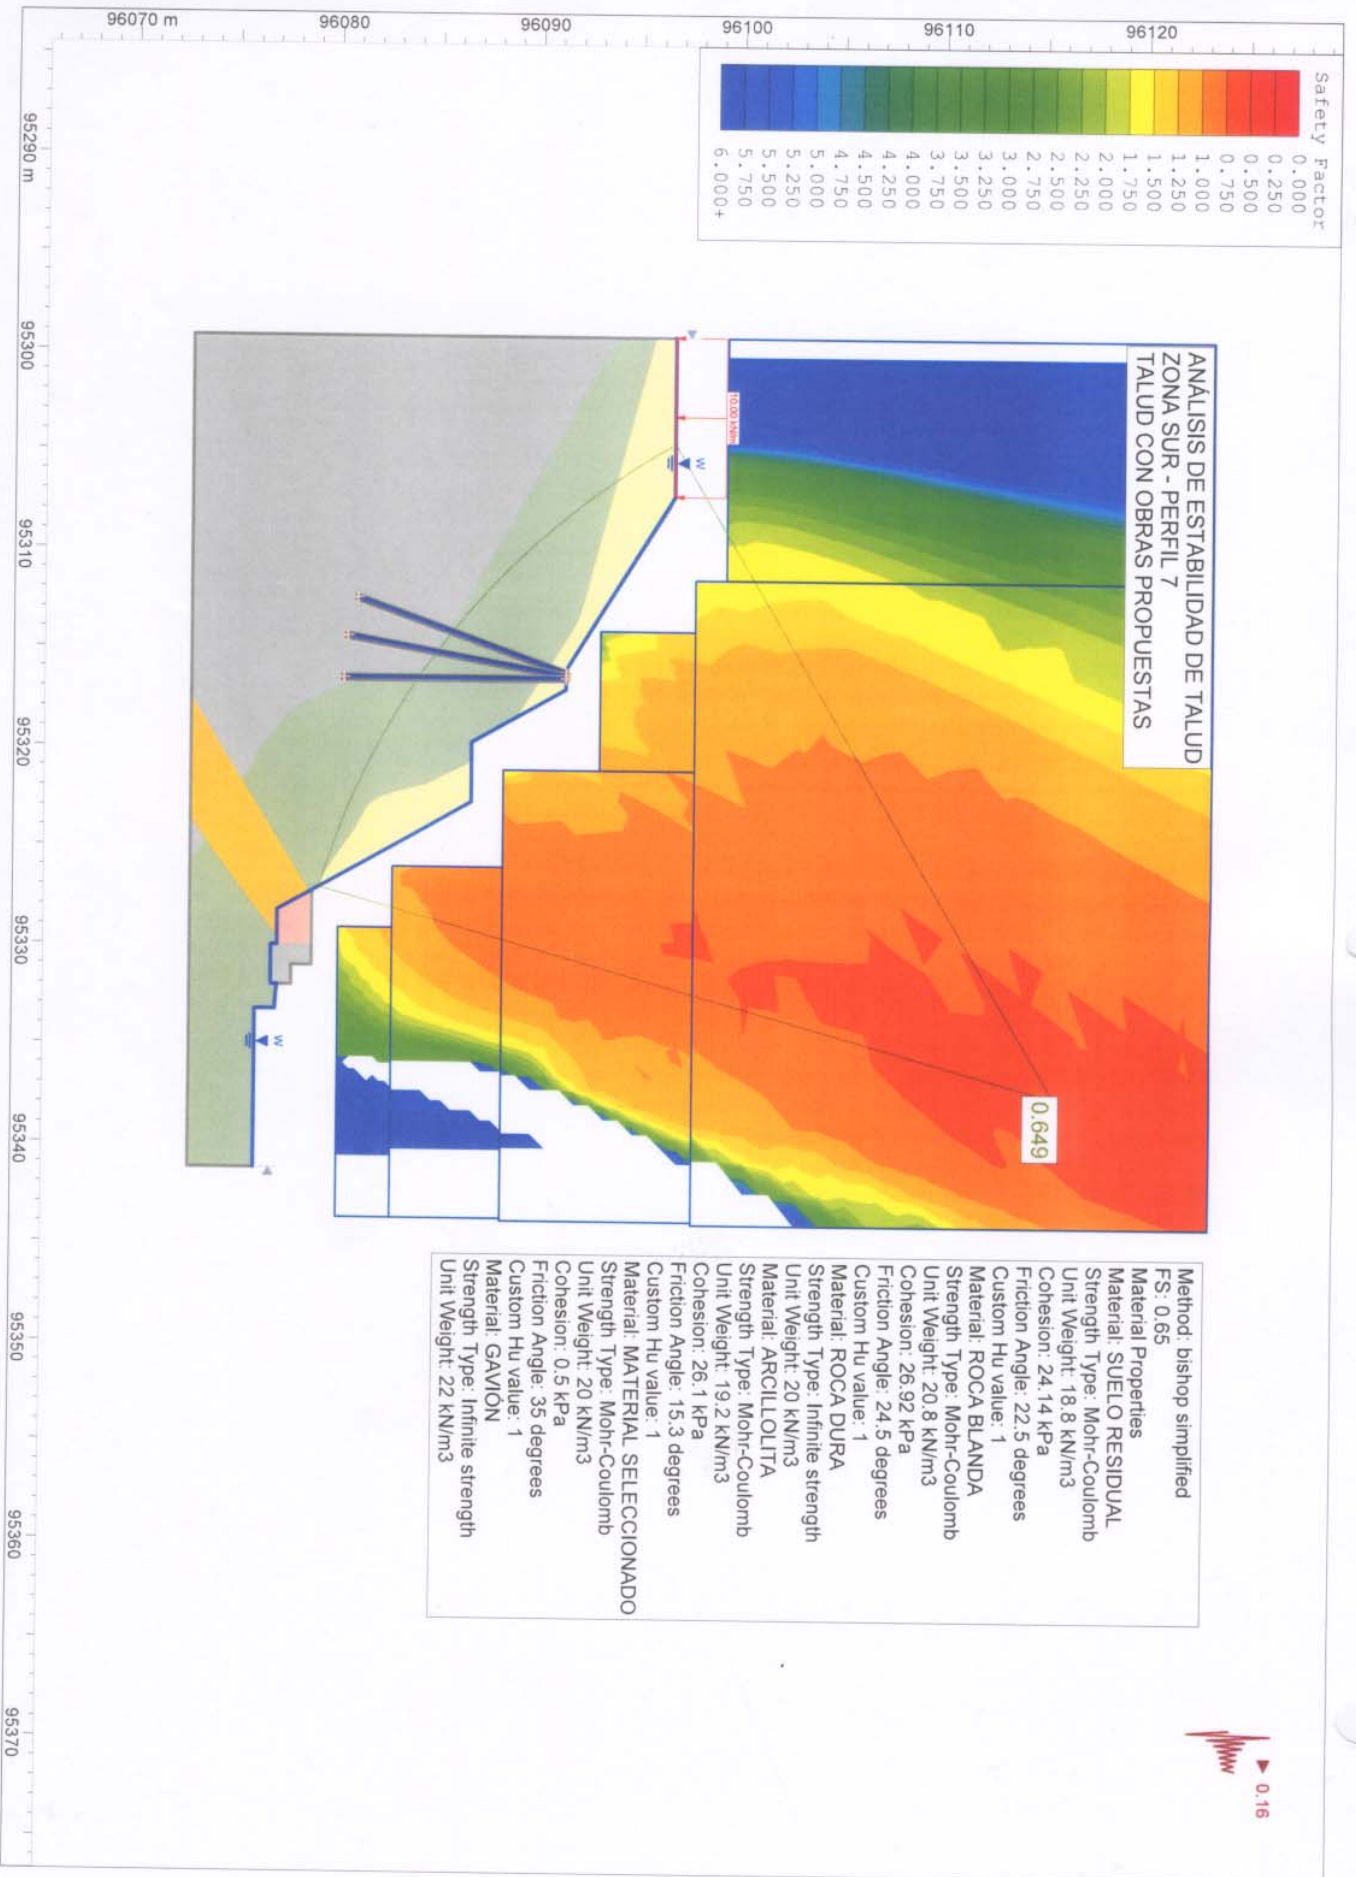 Safety Factor
0.000
0.250
0.500
0.750
1.000
1.250
1.500
1.750
2.000
2.250
2.500
2.750
3.000
3.250
3.500
3.750
4.000
4.250
4.500
4.750
5.000
5.250
5.500
5.750
6.000+
ANÁLISIS DE ESTABILIDAD DE TALUD
ZONA SUR - PERFIL 7
TALUD CON OBRAS PROPUESTAS
0.649
10.00 kN/m
W
W
Method: bishop simplified
FS: 0.65
Material Properties
Material: SUELO RESIDUAL
Strength Type: Mohr-Coulomb
Unit Weight: 18.8 kN/m3
Cohesion: 24.14 kPa
Friction Angle: 22.5 degrees
Custom Hu value: 1
Material: ROCA BLANDA
Strength Type: Mohr-Coulomb
Unit Weight: 20.8 kN/m3
Cohesion: 26.92 kPa
Friction Angle: 24.5 degrees
Custom Hu value: 1
Material: ROCA DURA
Strength Type: Infinite strength
Unit Weight: 20 kN/m3
Material: ARCILLOLITA
Strength Type: Mohr-Coulomb
Unit Weight: 19.2 kN/m3
Cohesion: 26.1 kPa
Friction Angle: 15.3 degrees
Custom Hu value: 1
Material: MATERIAL SELECCIONADO
Strength Type: Mohr-Coulomb
Unit Weight: 20 kN/m3
Cohesion: 0.5 kPa
Friction Angle: 35 degrees
Custom Hu value: 1
Material: GAVIÓN
Strength Type: Infinite strength
Unit Weight: 22 kN/m3
0.16
96120
96110
96100
96090
96080
96070 m
95290 m
95300
95310
95320
95330
95340
95350
95360
95370